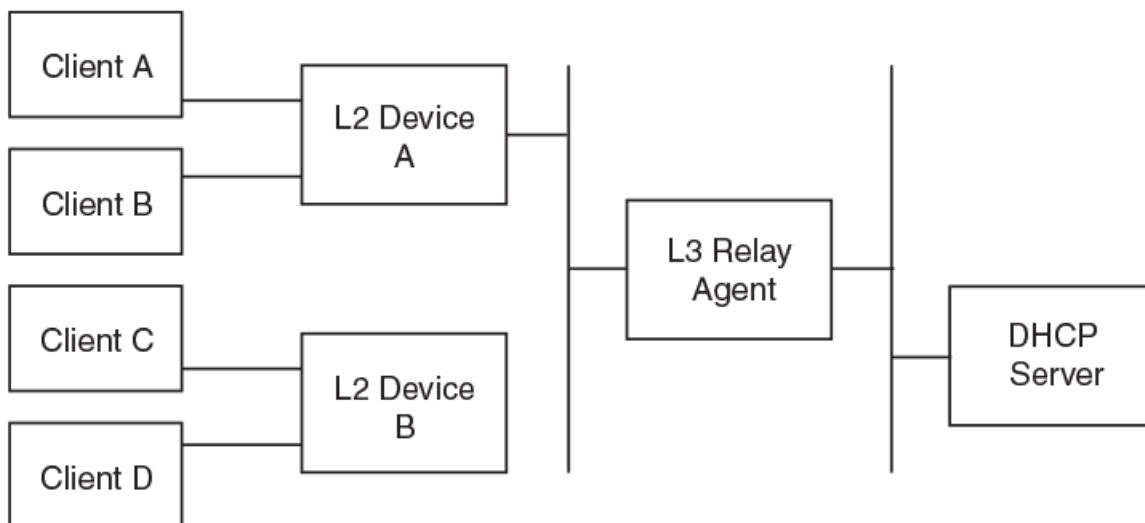 Client A
Client B
Client C
Client D
L2 Device
A
L2 Device
B
L3 Relay
Agent
DHCP
Server